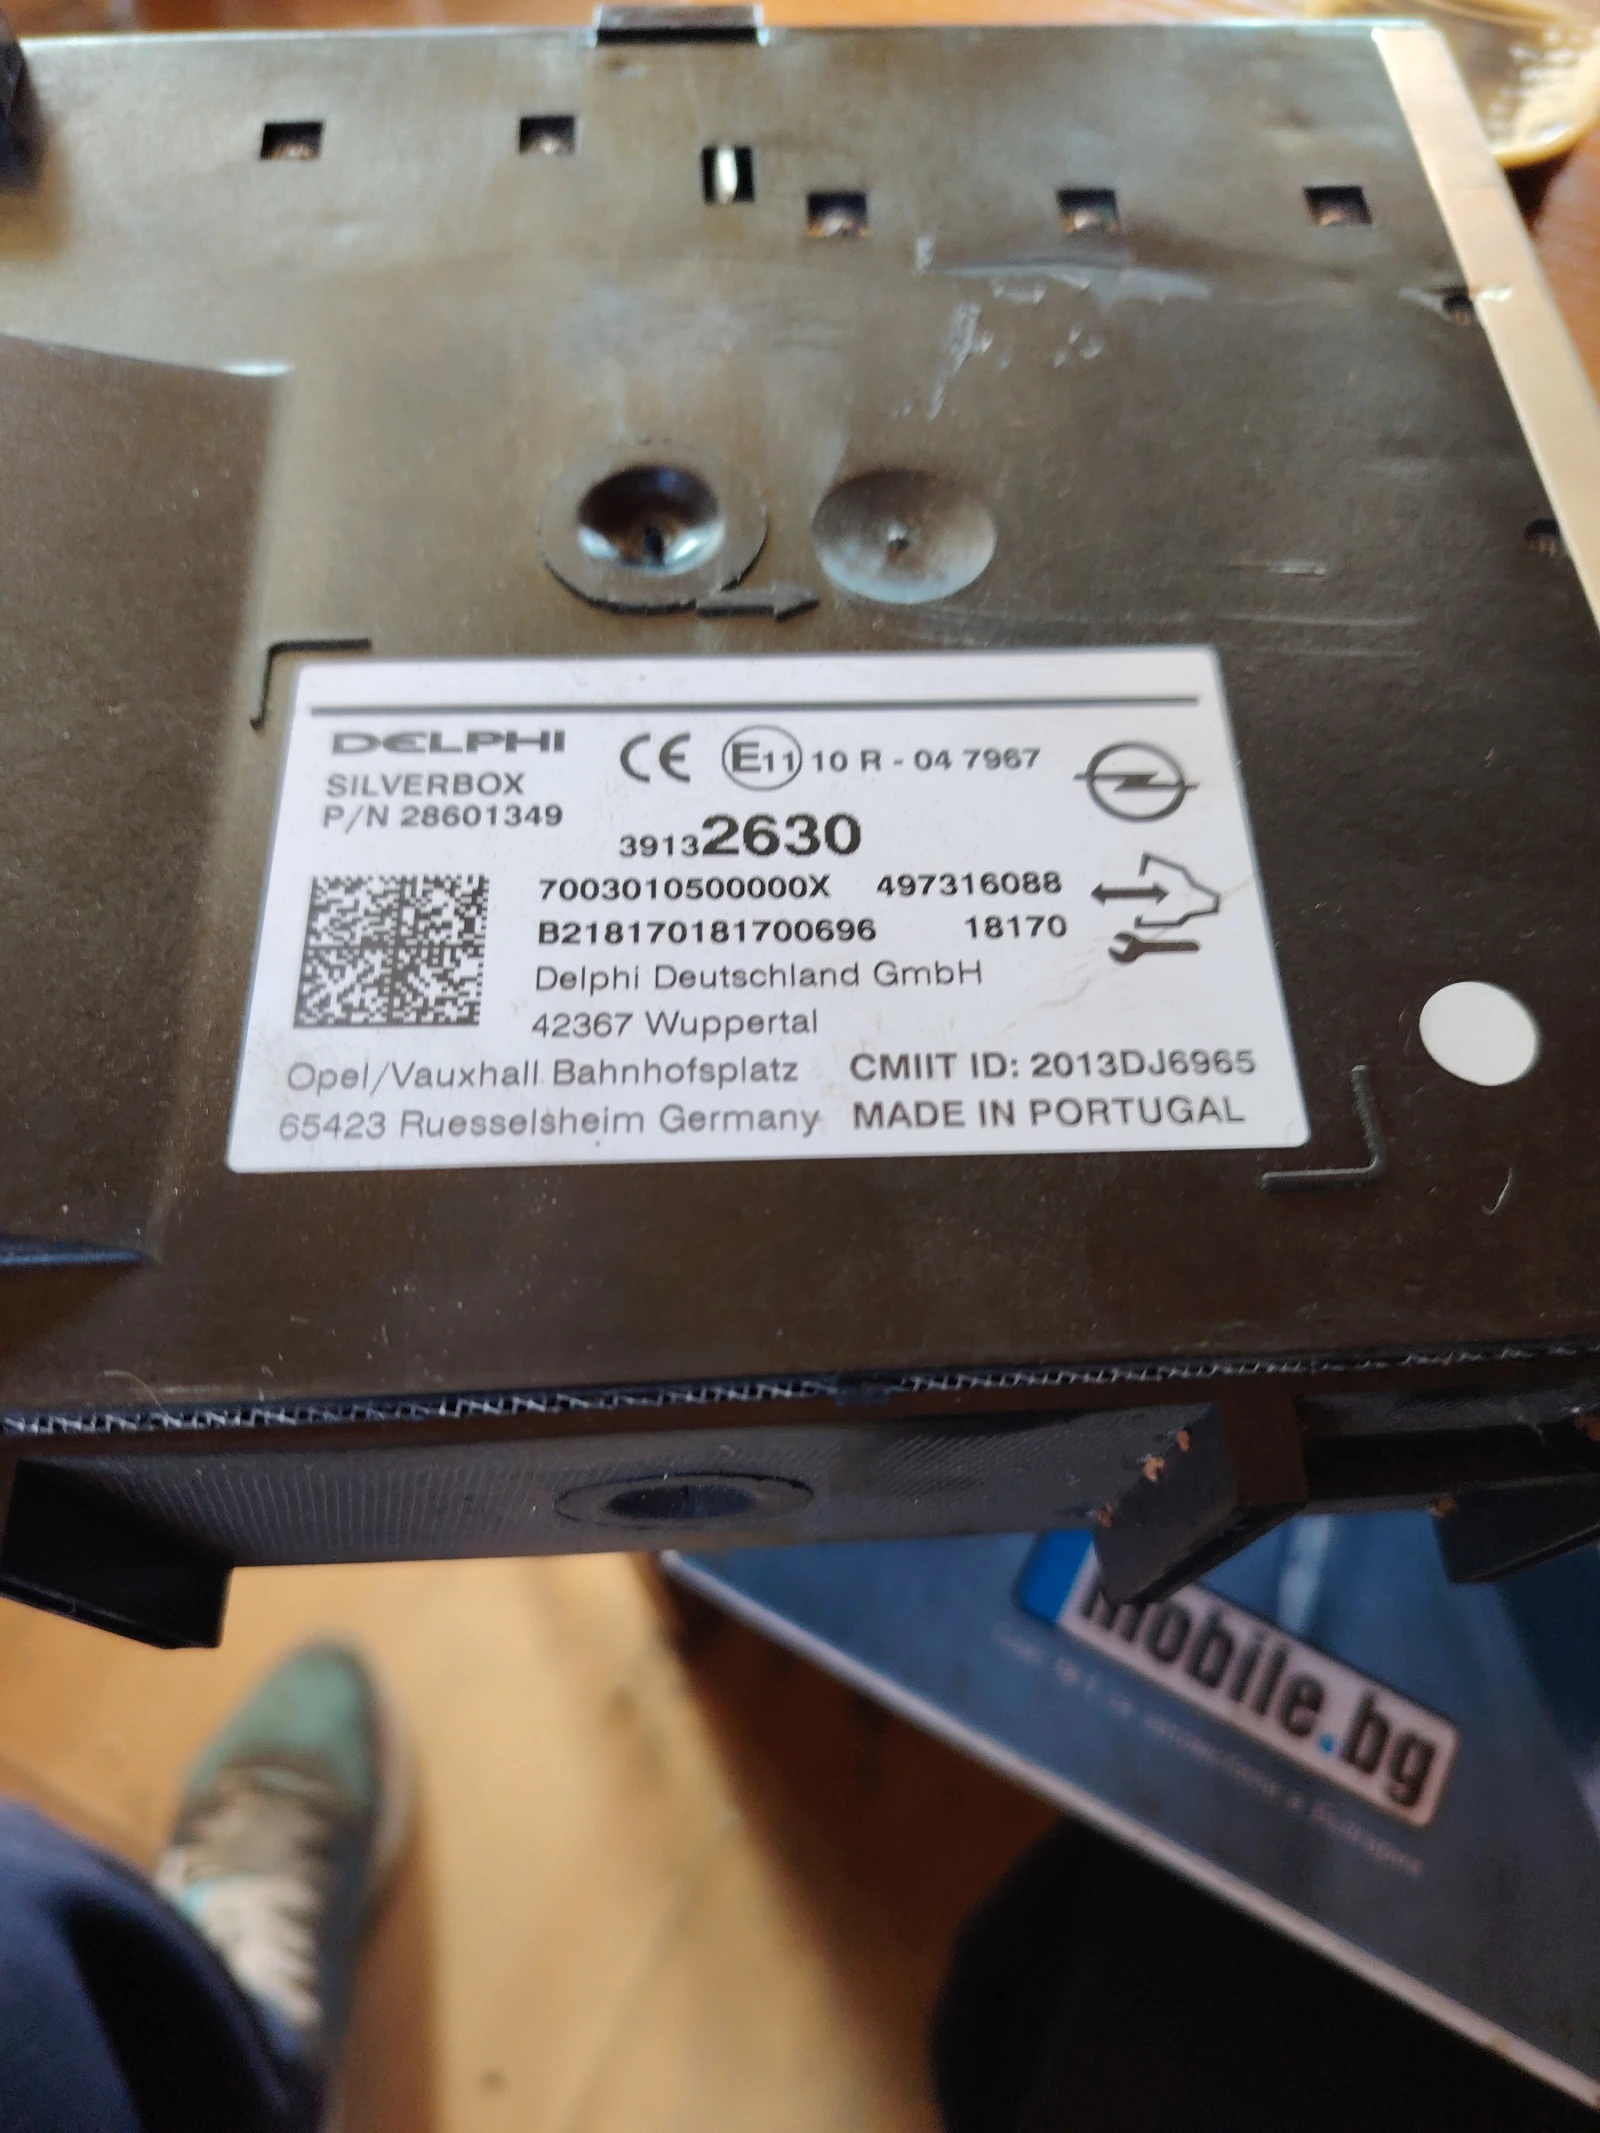 DELPHI
SILVERBOX
P/N 28601349
CE E11 10 R - 04 7967
39132630
7003010500000X 497316088
B218170181700696 18170
Delphi Deutschland GmbH
42367 Wuppertal
Opel/Vauxhall Bahnhofsplatz CMIIT ID: 2013DJ6965
65423 Ruesselsheim Germany MADE IN PORTUGAL
mobile.bg